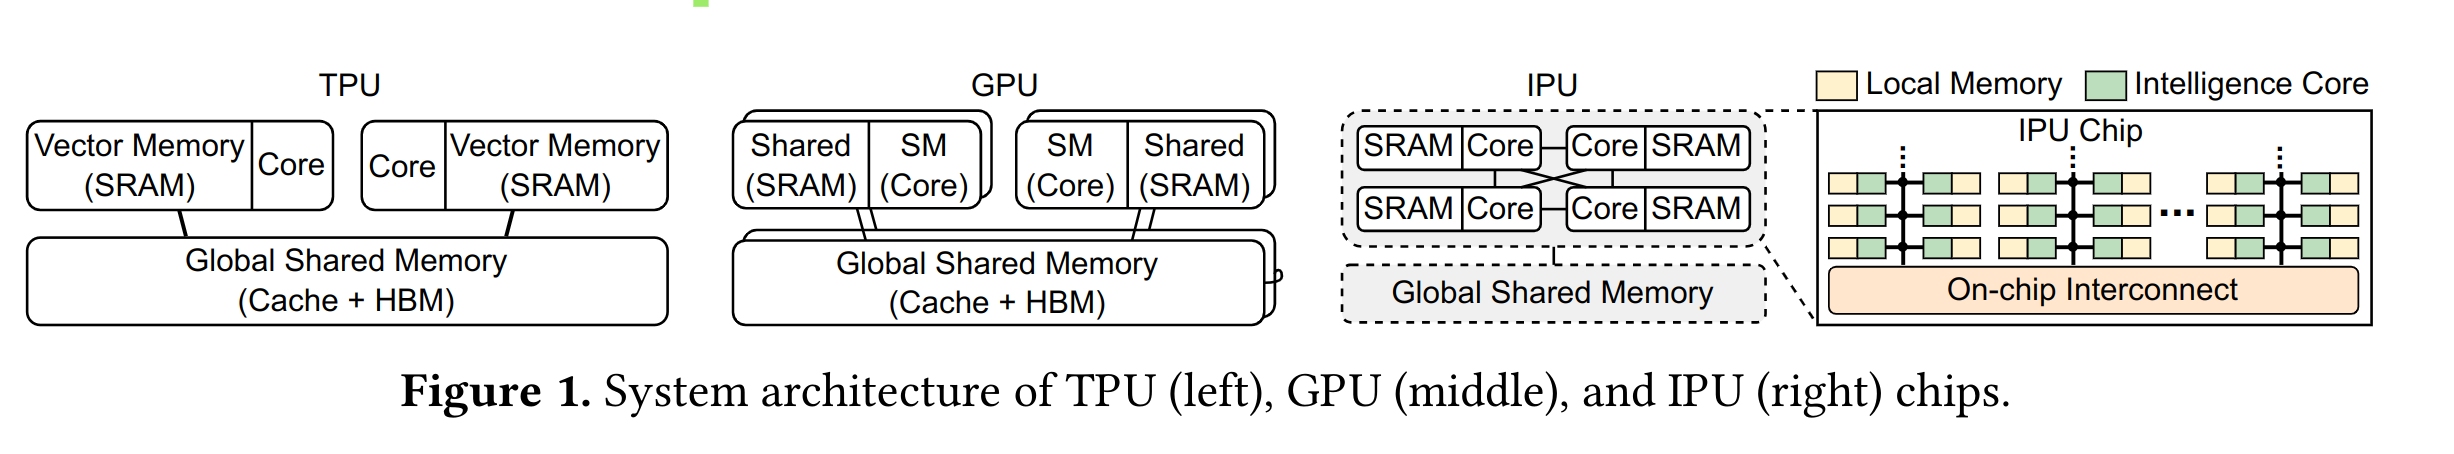 TPU
Vector Memory
(SRAM)
Core
Core
Vector Memory
(SRAM)
Global Shared Memory
(Cache + HBM)
GPU
Shared
(SRAM)
SM
(Core)
SM
(Core)
Shared
(SRAM)
Global Shared Memory
(Cache + HBM)
IPU
SRAM Core
Core SRAM
SRAM Core
Core SRAM
Global Shared Memory
Local Memory
Intelligence Core
IPU Chip
...
On-chip Interconnect
Figure 1. System architecture of TPU (left), GPU (middle), and IPU (right) chips.